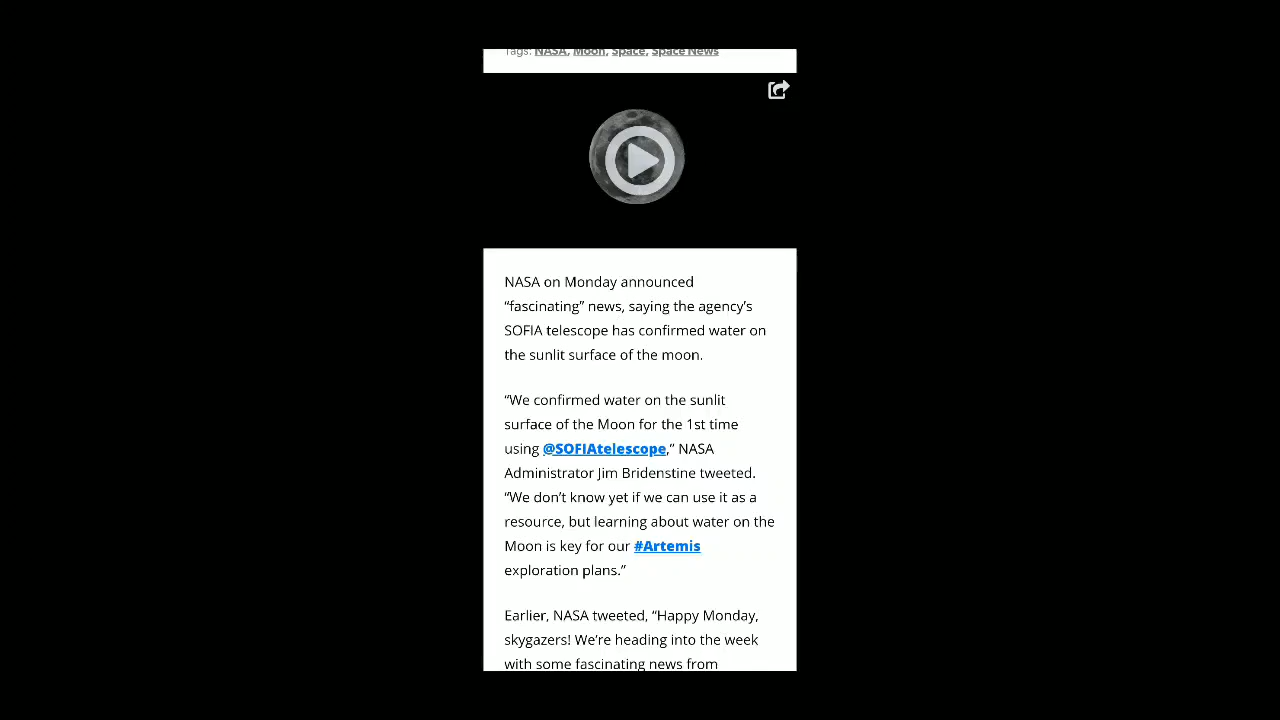 Tags: NASA, Moon, Space, Space News
NASA on Monday announced
“fascinating” news, saying the agency’s
SOFIA telescope has confirmed water on
the sunlit surface of the moon.
“We confirmed water on the sunlit
surface of the Moon for the 1st time
using @SOFIAtelescope,” NASA
Administrator Jim Bridenstine tweeted.
“We don’t know yet if we can use it as a
resource, but learning about water on the
Moon is key for our #Artemis
exploration plans.”
Earlier, NASA tweeted, “Happy Monday,
skygazers! We’re heading into the week
with some fascinating news from